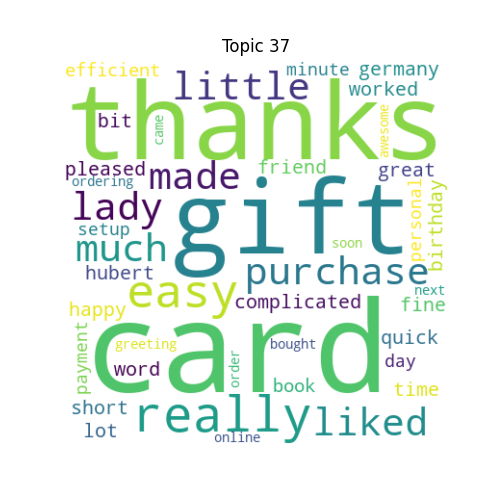 Topic 37
efficient
little
minute germany
thanks
worked
bit
came
awesome
pleased
made
friend
great
ordering
lady
gift
personal
birthday
setup
much
soon
hubert
purchase
next
easy
complicated
fine
happy
card
payment
greeting
bought
quick
word
order
book
day
time
short
really
liked
lot
online